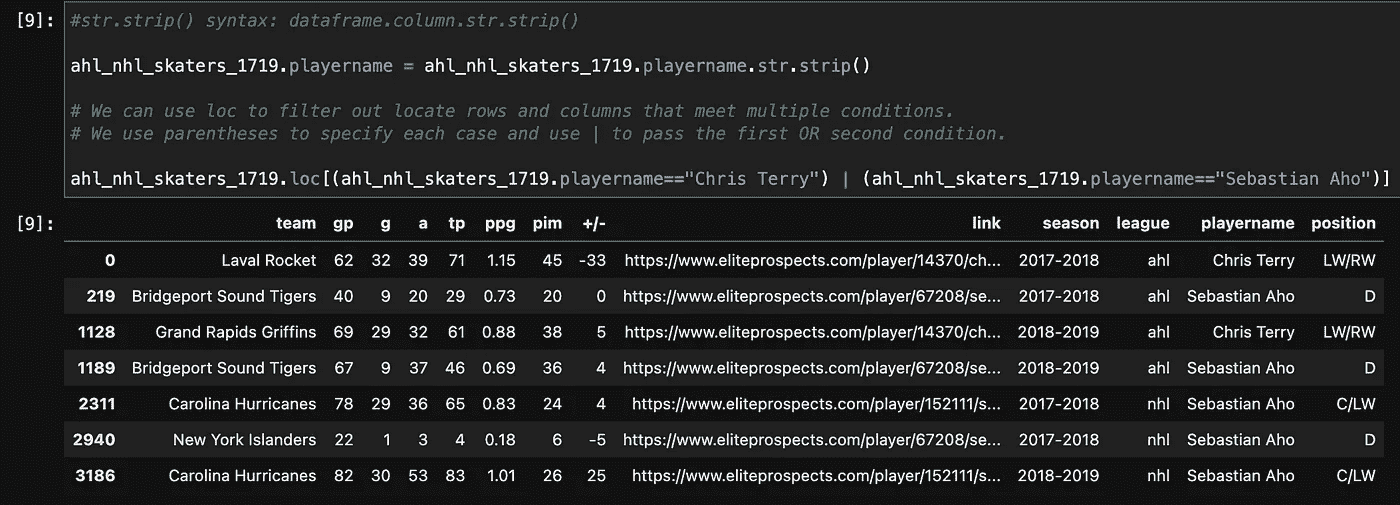 [9]: #str.strip() syntax: dataframe.column.str.strip()
ahl_nhl_skaters_1719.playername = ahl_nhl_skaters_1719.playername.str.strip()
# We can use loc to filter out locate rows and columns that meet multiple conditions.
# We use parentheses to specify each case and use | to pass the first OR second condition.
ahl_nhl_skaters_1719.loc[(ahl_nhl_skaters_1719.playername=="Chris Terry") | (ahl_nhl_skaters_1719.playername=="Sebastian Aho")]
[9]: team gp g a tp ppg pim +/- link season league playername position
0 Laval Rocket 62 32 39 71 1.15 45 -33 https://www.eliteprospects.com/player/14370/ch... 2017-2018 ahl Chris Terry LW/RW
219 Bridgeport Sound Tigers 40 9 20 29 0.73 20 0 https://www.eliteprospects.com/player/67208/se... 2017-2018 ahl Sebastian Aho D
1128 Grand Rapids Griffins 69 29 32 61 0.88 38 5 https://www.eliteprospects.com/player/14370/ch... 2018-2019 ahl Chris Terry LW/RW
1189 Bridgeport Sound Tigers 67 9 37 46 0.69 36 4 https://www.eliteprospects.com/player/67208/se... 2018-2019 ahl Sebastian Aho D
2311 Carolina Hurricanes 78 29 36 65 0.83 24 4 https://www.eliteprospects.com/player/152111/s... 2017-2018 nhl Sebastian Aho C/LW
2940 New York Islanders 22 1 3 4 0.18 6 -5 https://www.eliteprospects.com/player/67208/se... 2017-2018 nhl Sebastian Aho D
3186 Carolina Hurricanes 82 30 53 83 1.01 26 25 https://www.eliteprospects.com/player/152111/s... 2018-2019 nhl Sebastian Aho C/LW